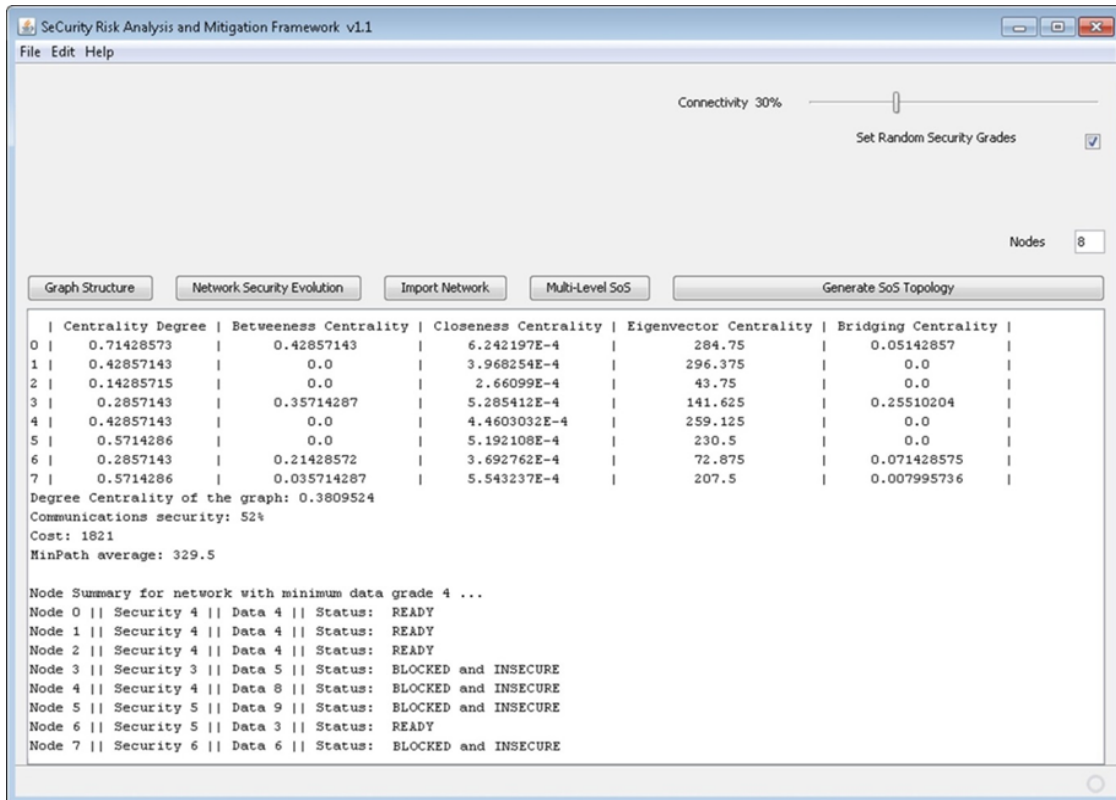 SeCurity Risk Analysis and Mitigation Framework v1.1
File Edit Help
Connectivity 30%
Set Random Security Grades
Nodes 8
Graph Structure Network Security Evolution Import Network Multi-Level SoS Generate SoS Topology
| Centrality Degree | Betweeness Centrality | Closeness Centrality | Eigenvector Centrality | Bridging Centrality |
0 | 0.71428573 | 0.42857143 | 6.242197E-4 | 284.75 | 0.05142857 |
1 | 0.42857143 | 0.0 | 3.968254E-4 | 296.375 | 0.0 |
2 | 0.14285715 | 0.0 | 2.66099E-4 | 43.75 | 0.0 |
3 | 0.2857143 | 0.35714287 | 5.285412E-4 | 141.625 | 0.25510204 |
4 | 0.42857143 | 0.0 | 4.4603032E-4 | 259.125 | 0.0 |
5 | 0.5714286 | 0.0 | 5.192108E-4 | 230.5 | 0.0 |
6 | 0.2857143 | 0.21428572 | 3.692762E-4 | 72.875 | 0.071428575 |
7 | 0.5714286 | 0.035714287 | 5.543237E-4 | 207.5 | 0.007995736 |
Degree Centrality of the graph: 0.3809524
Communications security: 52%
Cost: 1821
MinPath average: 329.5
Node Summary for network with minimum data grade 4 ...
Node 0 || Security 4 || Data 4 || Status: READY
Node 1 || Security 4 || Data 4 || Status: READY
Node 2 || Security 4 || Data 4 || Status: READY
Node 3 || Security 3 || Data 5 || Status: BLOCKED and INSECURE
Node 4 || Security 4 || Data 8 || Status: BLOCKED and INSECURE
Node 5 || Security 5 || Data 9 || Status: BLOCKED and INSECURE
Node 6 || Security 5 || Data 3 || Status: READY
Node 7 || Security 6 || Data 6 || Status: BLOCKED and INSECURE